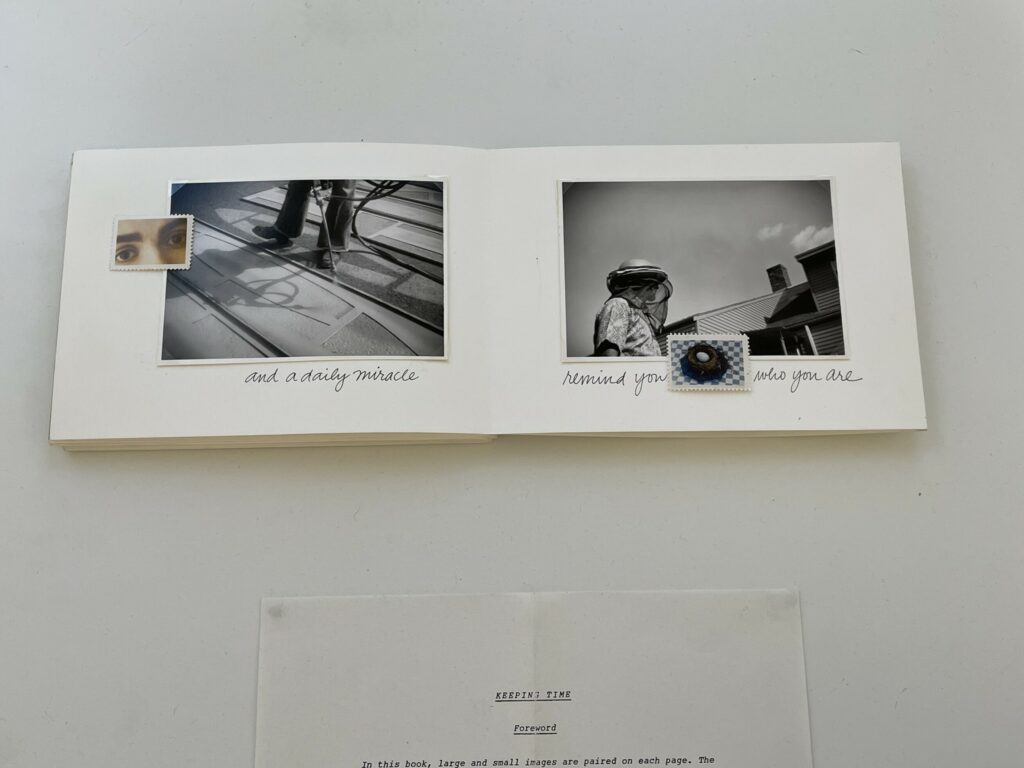 and a daily miracle
remind you who you are
KEEPING TIME
Foreword
In this book, large and small images are paired on each page. The